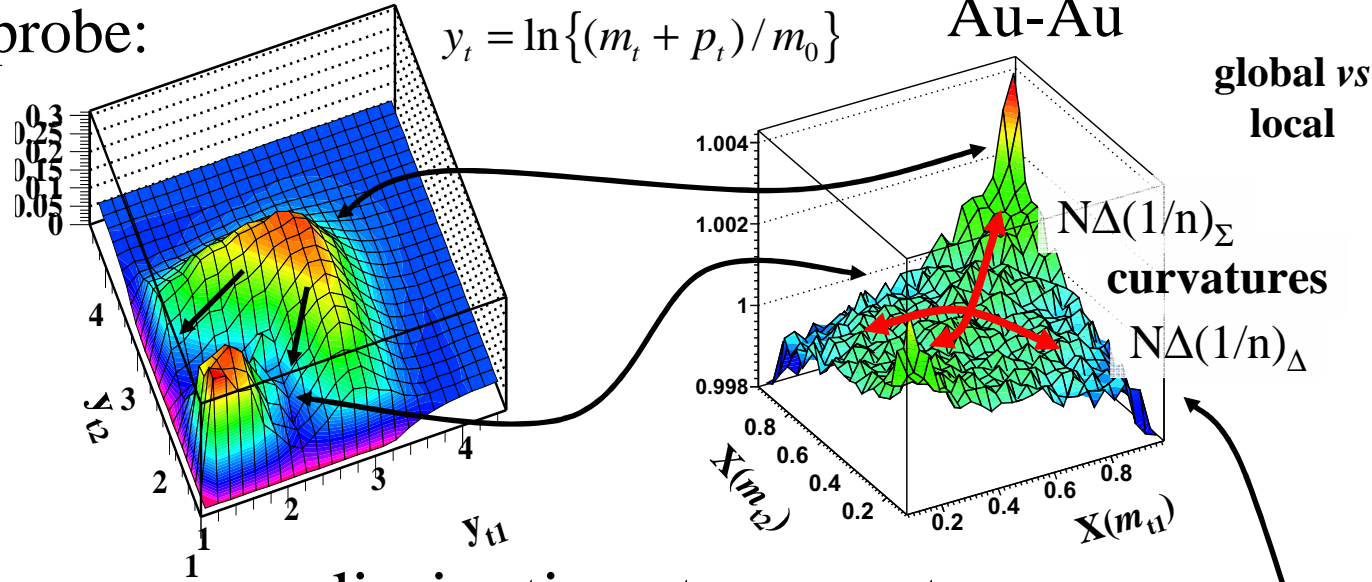 probe:
y_t = ln{(m_t + p_t) / m_0}
Au-Au
global vs
local
0.3
0.25
0.2
0.15
0.1
0.05
0
4
3
2
1
y_t2
1
2
3
4
y_t1
1.004
1.002
1
0.998
NΔ(1/n)_Σ
curvatures
NΔ(1/n)_Δ
0.8
0.6
0.4
0.2
X(m_t2)
0.2
0.4
0.6
0.8
X(m_t1)